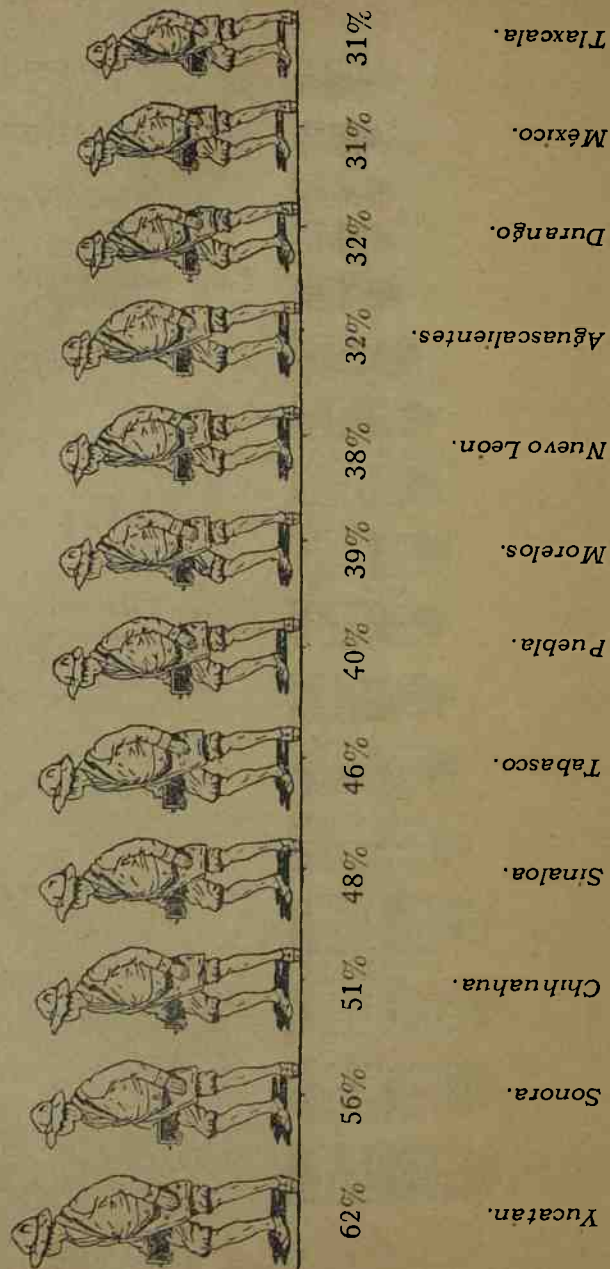 31% Tlaxcala.
31% México.
32% Durango.
32% Aguascalientes.
38% Nuevo Leon.
39% Morelos.
40% Puebla.
46% Tabasco.
48% Sinaloa.
51% Chihuahua.
56% Sonora.
62% Yucatan.